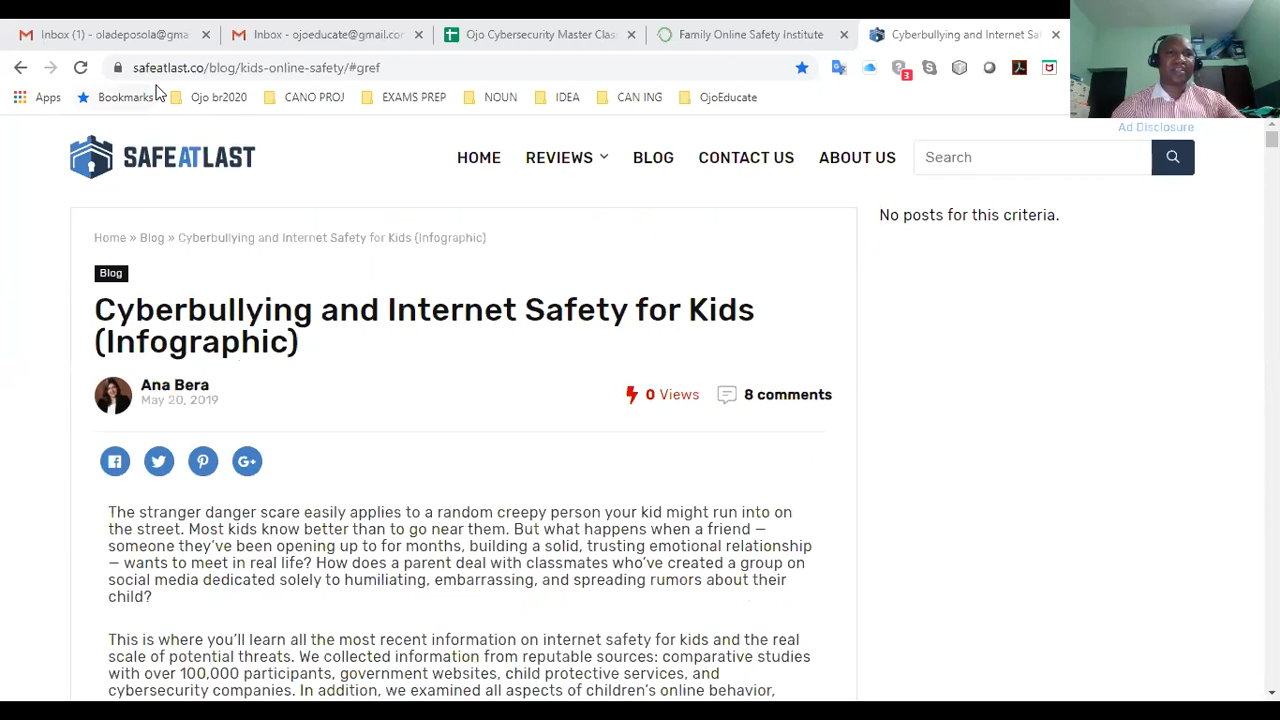 Inbox (1) - oladeposola@gma
Inbox - ojoeducate@gmail.com
Ojo Cybersecurity Master Clas
Family Online Safety Institute
Cyberbullying and Internet Sa
safeatlast.co/blog/kids-online-safety/#gref
3
Apps
Bookmarks
Ojo br2020
CANO PROJ
EXAMS PREP
NOUN
IDEA
CAN ING
OjoEducate
Ad Disclosure
SAFEATLAST
HOME
REVIEWS
BLOG
CONTACT US
ABOUT US
Search
No posts for this criteria.
Home » Blog » Cyberbullying and Internet Safety for Kids (Infographic)
Blog
Cyberbullying and Internet Safety for Kids
(Infographic)
Ana Bera
May 20, 2019
0 Views
8 comments
G+
The stranger danger scare easily applies to a random creepy person your kid might run into on
the street. Most kids know better than to go near them. But what happens when a friend —
someone they've been opening up to for months, building a solid, trusting emotional relationship
— wants to meet in real life? How does a parent deal with classmates who've created a group on
social media dedicated solely to humiliating, embarrassing, and spreading rumors about their
child?
This is where you'll learn all the most recent information on internet safety for kids and the real
scale of potential threats. We collected information from reputable sources: comparative studies
with over 100,000 participants, government websites, child protective services, and
cybersecurity companies. In addition, we examined all aspects of children's online behavior,